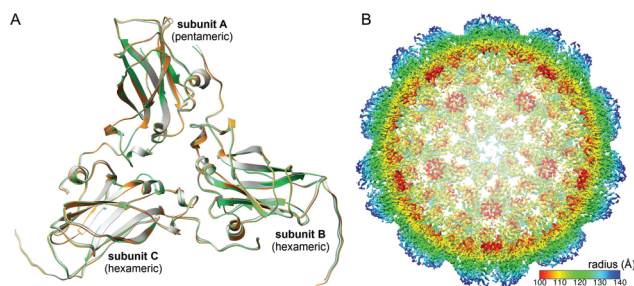 A
subunit A
(pentameric)
subunit B
(hexameric)
subunit C
(hexameric)
B
radius (Å)
100 110 120 130 140